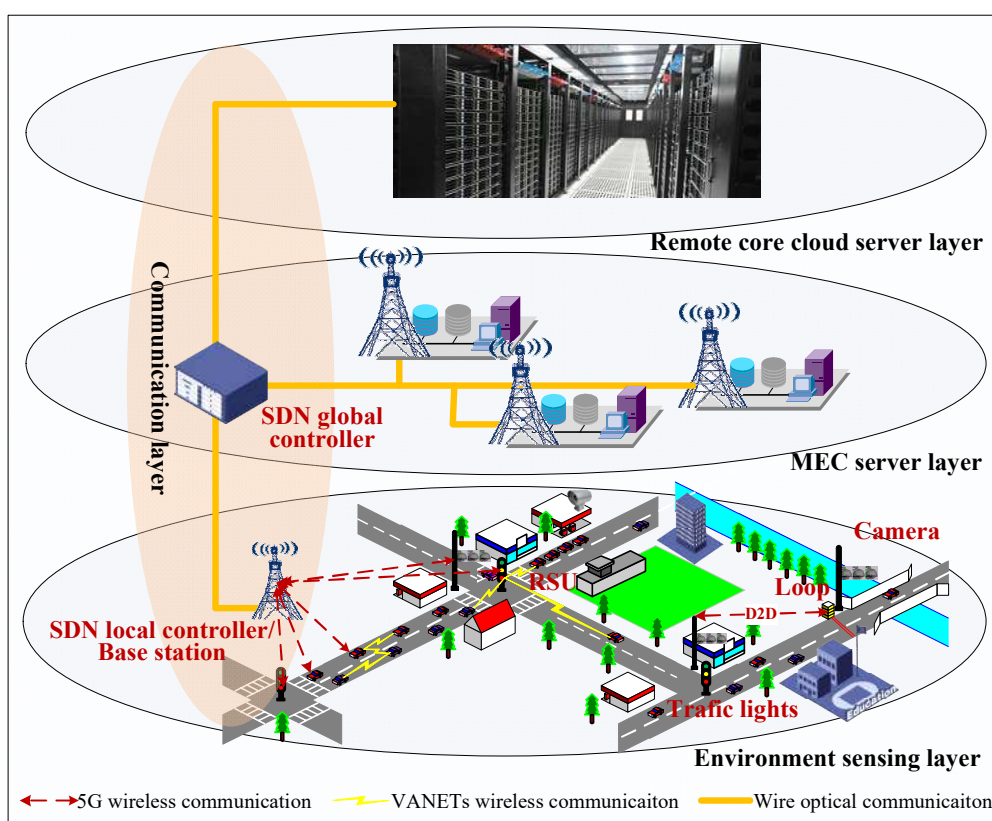 Remote core cloud server layer
Communication layer
SDN global
controller
MEC server layer
Camera
RSU
Loop
D2D
SDN local controller/
Base station
Education
Trafic lights
Environment sensing layer
5G wireless communication
VANETs wireless communicaiton
Wire optical communicaiton